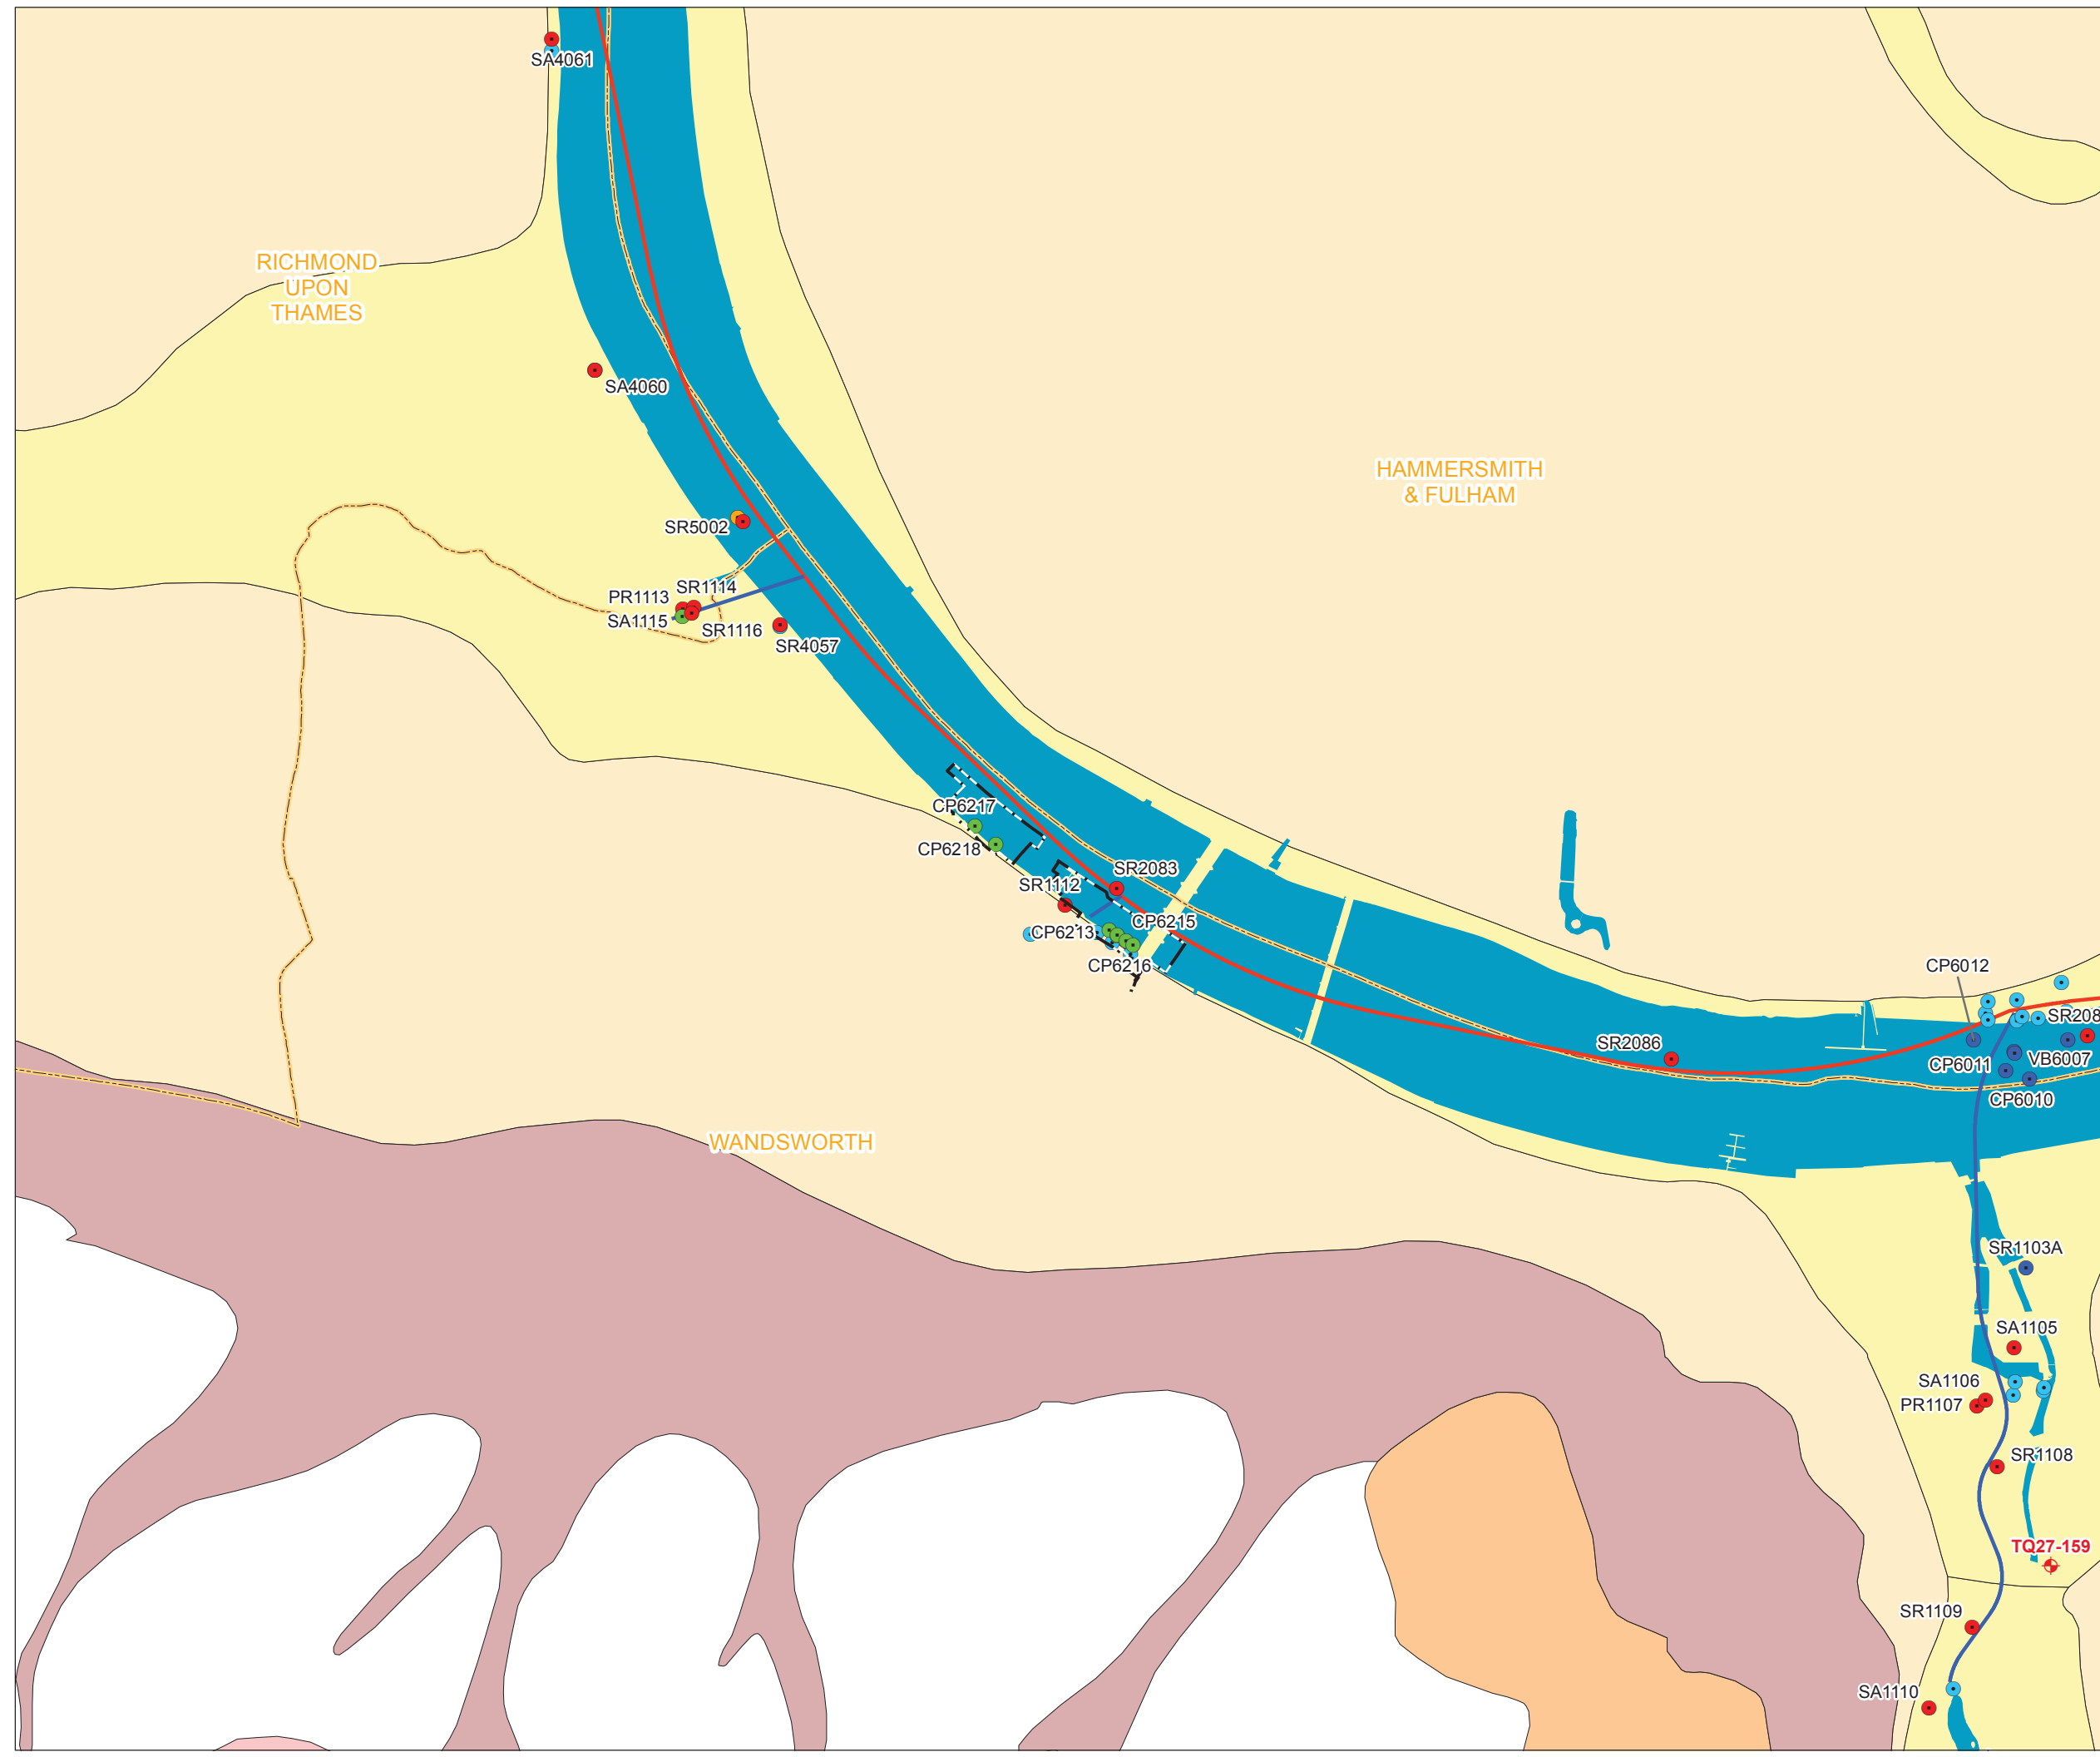 SA4061
RICHMOND
UPON
THAMES
SA4060
HAMMERSMITH
& FULHAM
SR5002
SR1114
PR1113
SA1115
SR1116
SR4057
CP6217
CP6218
SR2083
SR1112
CP6215
CP6213
CP6216
CP6012
SR208
SR2086
CP6011
VB6007
CP6010
WANDSWORTH
SR1103A
SA1105
SA1106
PR1107
SR1108
TQ27-159
SR1109
SA1110